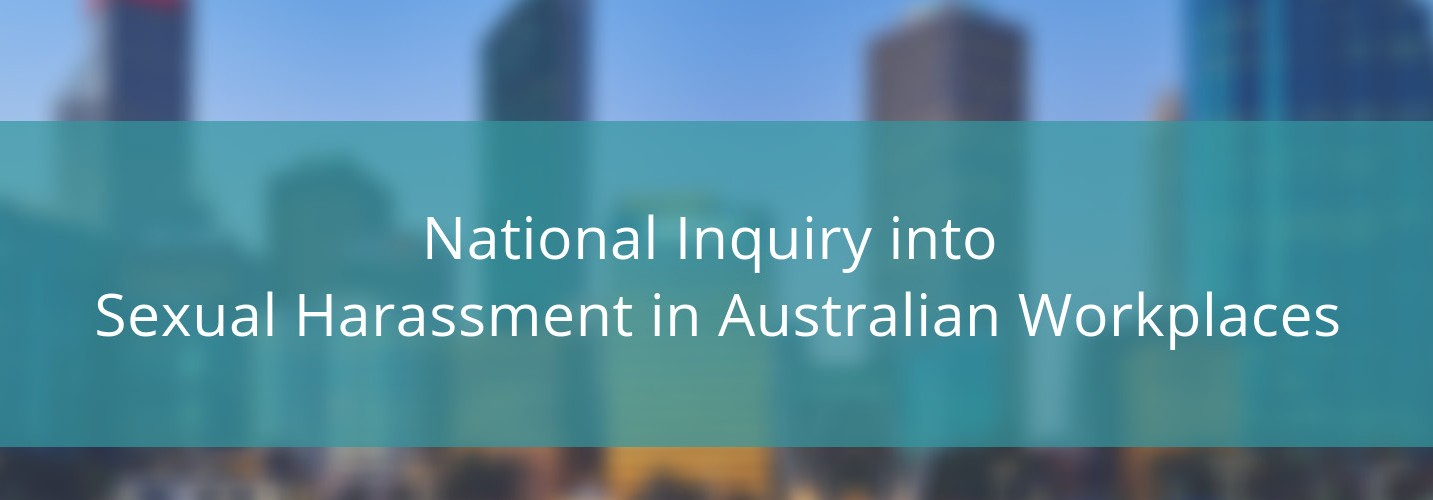 National Inquiry into
Sexual Harassment in Australian Workplaces